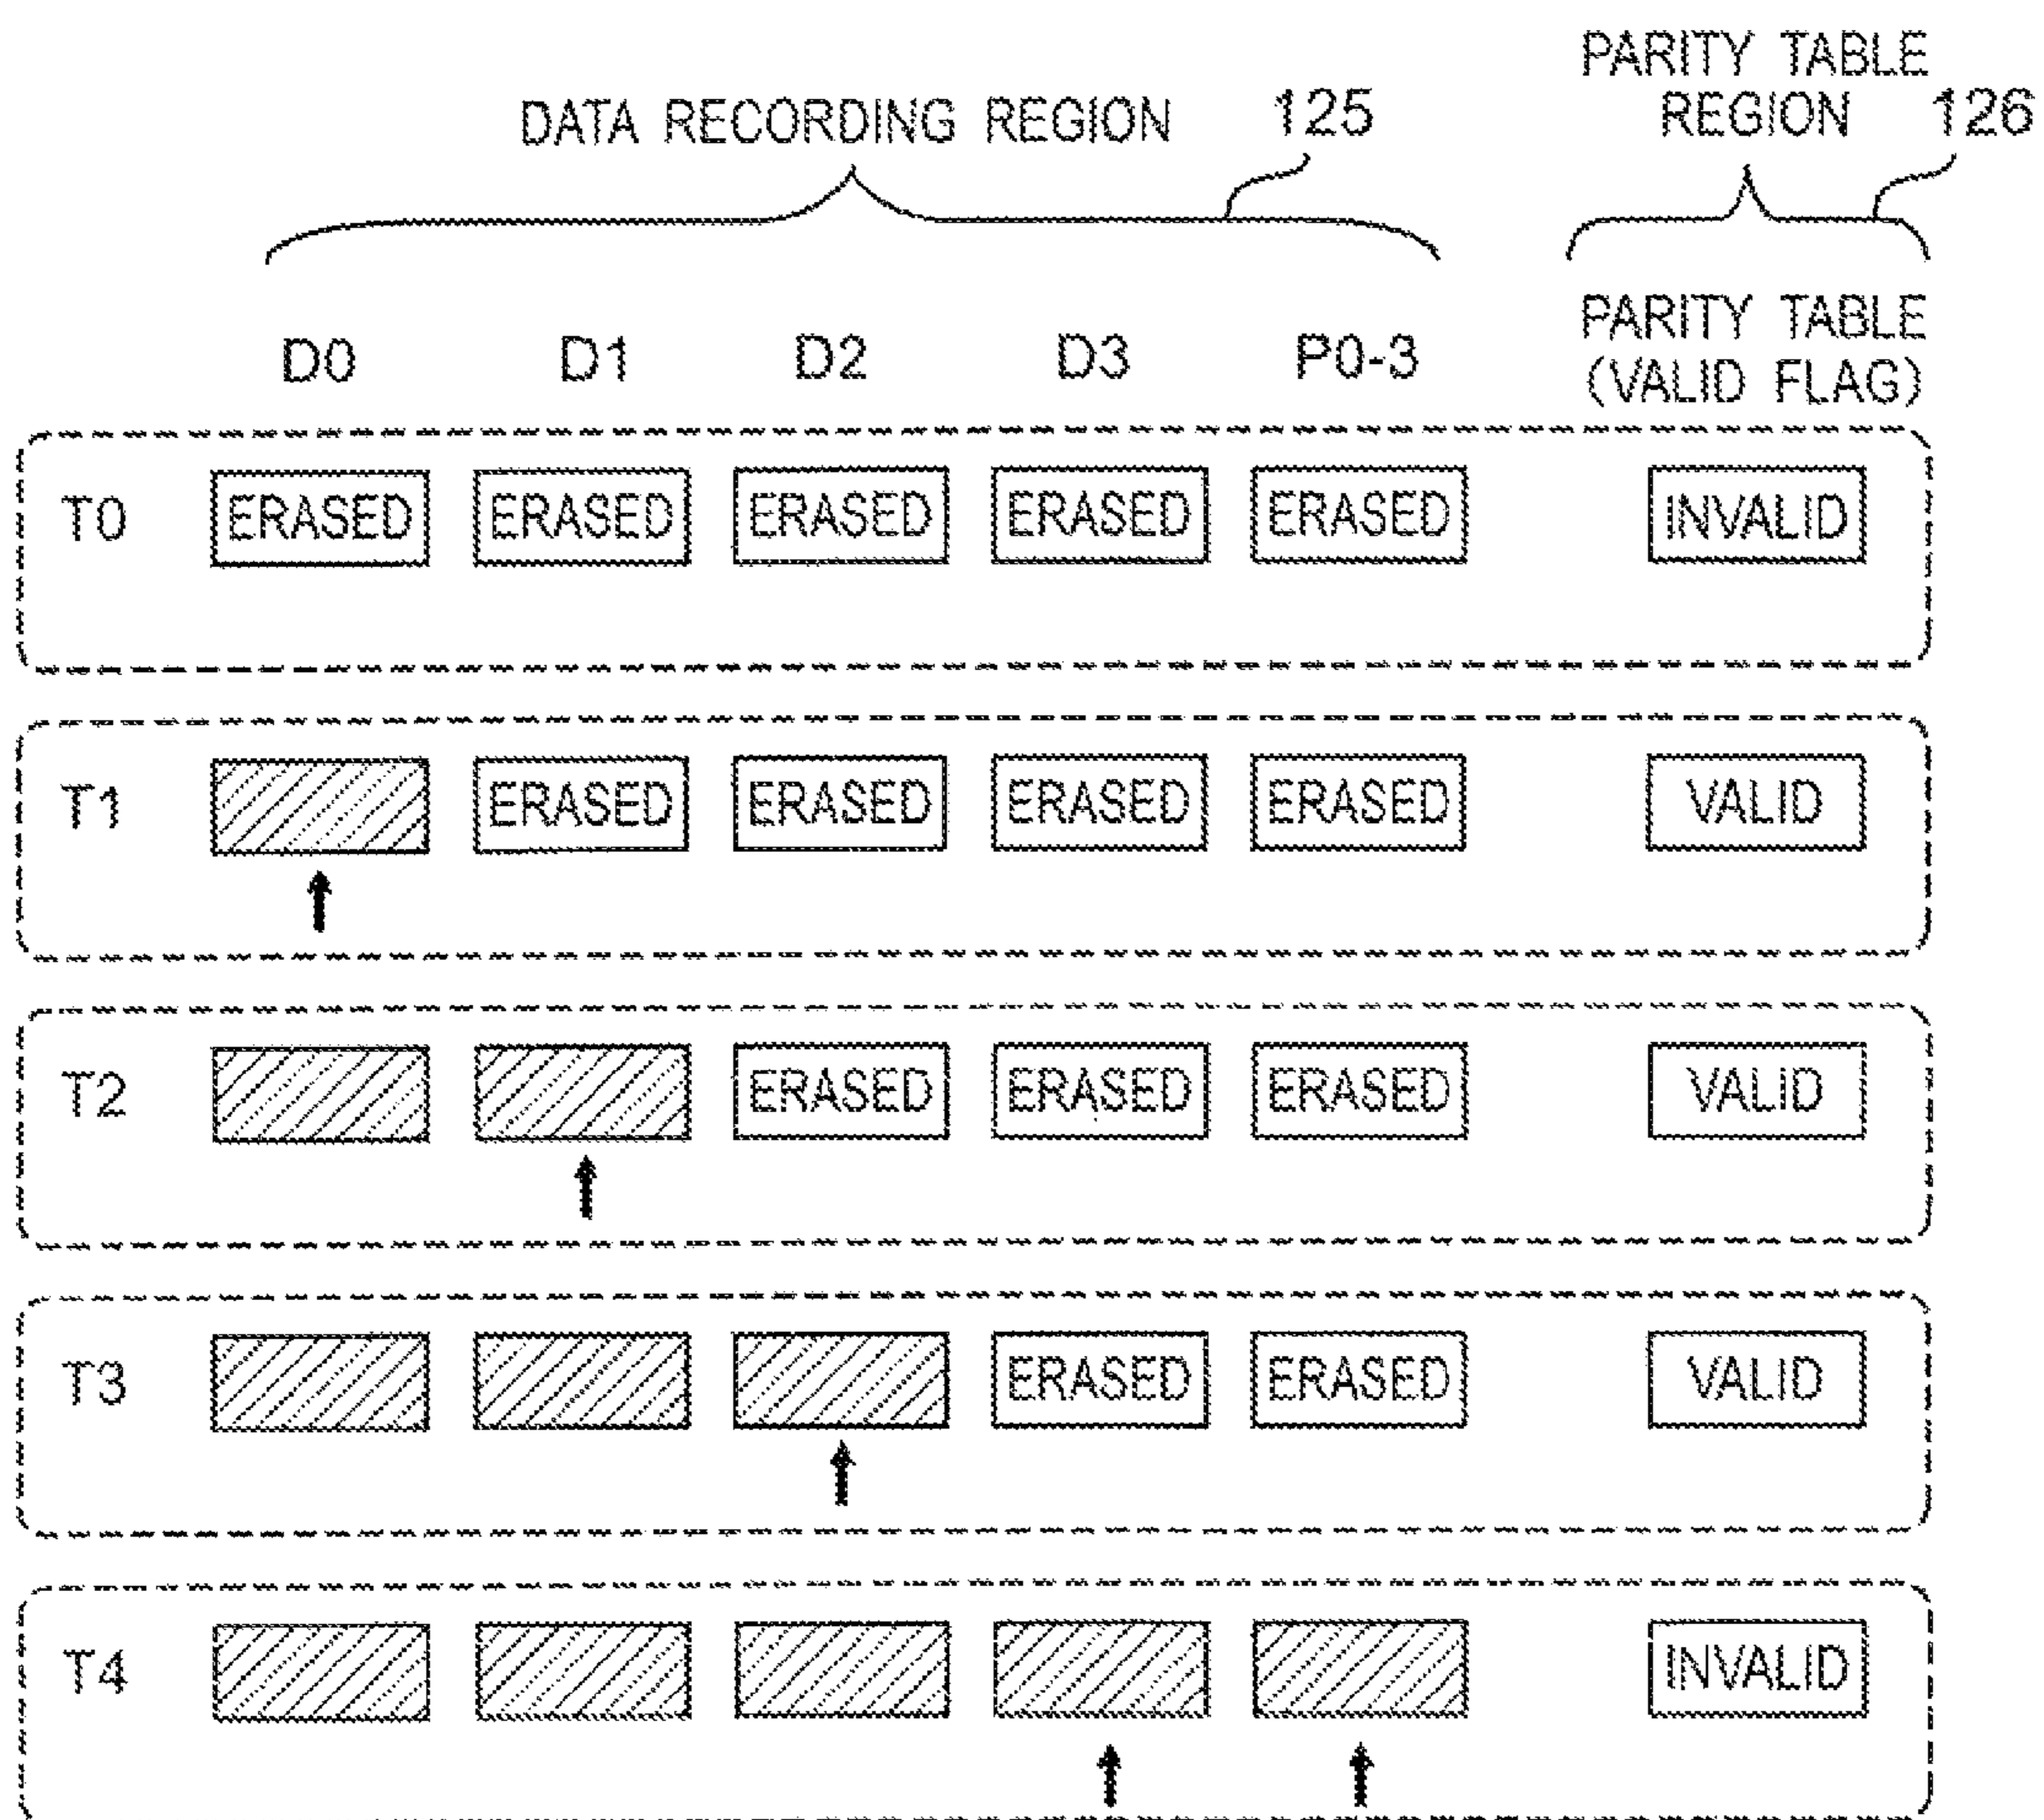 PARITY TABLE
DATA RECORDING REGION 125 REGION 126
D0 D1 D2 D3 P0-3 PARITY TABLE
(VALID FLAG)
T0 ERASED ERASED ERASED ERASED ERASED INVALID
T1 ERASED ERASED ERASED ERASED VALID
T2 ERASED ERASED ERASED VALID
T3 ERASED ERASED VALID
T4 INVALID